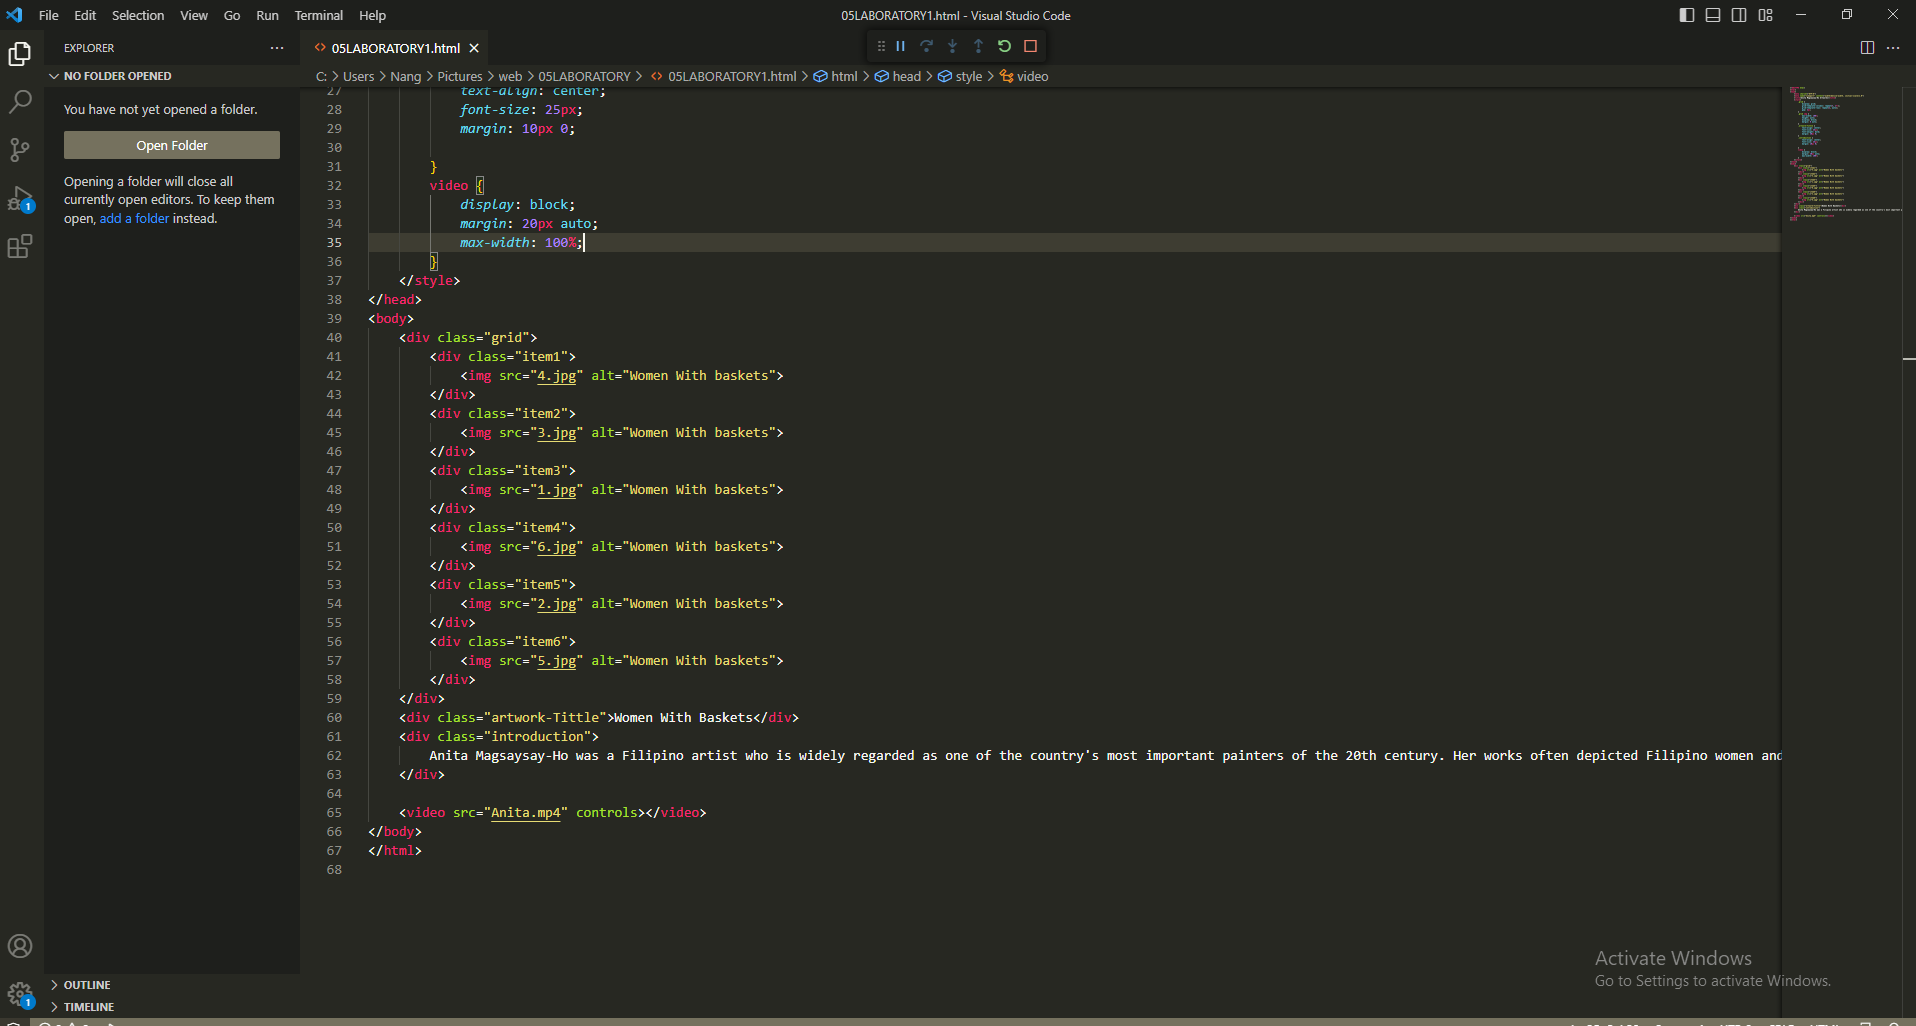 File Edit Selection View Go Run Terminal Help
05LABORATORY1.html - Visual Studio Code
EXPLORER
05LABORATORY1.html
NO FOLDER OPENED
C: > Users > Nang > Pictures > web > 05LABORATORY > 05LABORATORY1.html > html > head > style > video
You have not yet opened a folder.
Open Folder
Opening a folder will close all
currently open editors. To keep them
open, add a folder instead.
1
27 text-align: center;
28 font-size: 25px;
29 margin: 10px 0;
30
31 }
32 video {
33 display: block;
34 margin: 20px auto;
35 max-width: 100%;
36 }
37 </style>
38 </head>
39 <body>
40 <div class="grid">
41 <div class="item1">
42 <img src="4.jpg" alt="Women With baskets">
43 </div>
44 <div class="item2">
45 <img src="3.jpg" alt="Women With baskets">
46 </div>
47 <div class="item3">
48 <img src="1.jpg" alt="Women With baskets">
49 </div>
50 <div class="item4">
51 <img src="6.jpg" alt="Women With baskets">
52 </div>
53 <div class="item5">
54 <img src="2.jpg" alt="Women With baskets">
55 </div>
56 <div class="item6">
57 <img src="5.jpg" alt="Women With baskets">
58 </div>
59 </div>
60 <div class="artwork-Tittle">Women With Baskets</div>
61 <div class="introduction">
62 Anita Magsaysay-Ho was a Filipino artist who is widely regarded as one of the country's most important painters of the 20th century. Her works often depicted Filipino women and
63 </div>
64
65 <video src="Anita.mp4" controls></video>
66 </body>
67 </html>
68
Activate Windows
Go to Settings to activate Windows.
OUTLINE
1
TIMELINE